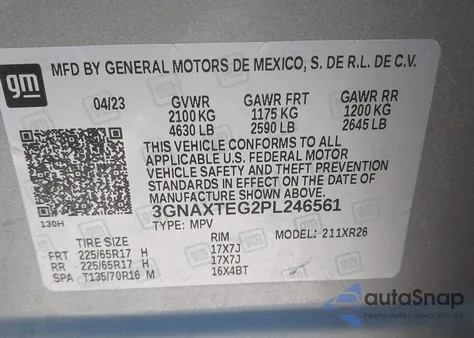 gm
MFD BY GENERAL MOTORS DE MEXICO, S. DE R.L. DE C.V.
04/23 GVWR GAWR FRT GAWR RR
2100 KG 1175 KG 1200 KG
4630 LB 2590 LB 2645 LB
THIS VEHICLE CONFORMS TO ALL
APPLICABLE U.S. FEDERAL MOTOR
VEHICLE SAFETY AND THEFT PREVENTION
STANDARDS IN EFFECT ON THE DATE OF
MANUFACTURE SHOWN ABOVE.
3GNAXTEG2PL246561
130H TYPE: MPV MODEL: 211XR26
TIRE SIZE RIM
FRT 225/65R17 H 17X7J
RR 225/65R17 H 17X7J
SPA T135/70R16 M 16X4BT
autoSnap